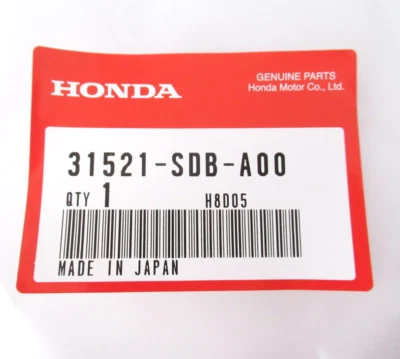 HONDA
GENUINE PARTS
Honda Motor Co., Ltd.
31521-SDB-A00
QTY 1 H8D05
MADE IN JAPAN